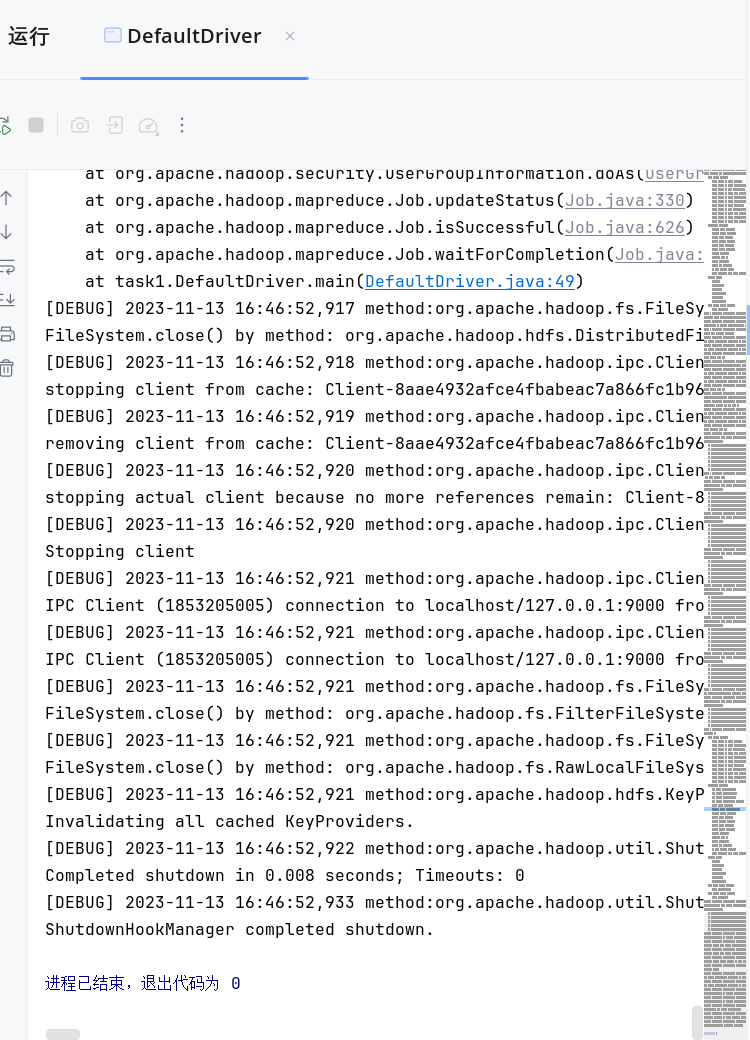 运行
DefaultDriver
at org.apache.hadoop.security.UserGroupInformation.doAs(UserGr
at org.apache.hadoop.mapreduce.Job.updateStatus(Job.java:330)
at org.apache.hadoop.mapreduce.Job.isSuccessful(Job.java:626)
at org.apache.hadoop.mapreduce.Job.waitForCompletion(Job.java:
at task1.DefaultDriver.main(DefaultDriver.java:49)
[DEBUG] 2023-11-13 16:46:52,917 method:org.apache.hadoop.fs.FileSy
FileSystem.close() by method: org.apache.hadoop.hdfs.DistributedFi
[DEBUG] 2023-11-13 16:46:52,918 method:org.apache.hadoop.ipc.Clien
stopping client from cache: Client-8aae4932afce4fbabeac7a866fc1b96
[DEBUG] 2023-11-13 16:46:52,919 method:org.apache.hadoop.ipc.Clien
removing client from cache: Client-8aae4932afce4fbabeac7a866fc1b96
[DEBUG] 2023-11-13 16:46:52,920 method:org.apache.hadoop.ipc.Clien
stopping actual client because no more references remain: Client-8
[DEBUG] 2023-11-13 16:46:52,920 method:org.apache.hadoop.ipc.Clien
Stopping client
[DEBUG] 2023-11-13 16:46:52,921 method:org.apache.hadoop.ipc.Clien
IPC Client (1853205005) connection to localhost/127.0.0.1:9000 fro
[DEBUG] 2023-11-13 16:46:52,921 method:org.apache.hadoop.ipc.Clien
IPC Client (1853205005) connection to localhost/127.0.0.1:9000 fro
[DEBUG] 2023-11-13 16:46:52,921 method:org.apache.hadoop.fs.FileSy
FileSystem.close() by method: org.apache.hadoop.fs.FilterFileSyste
[DEBUG] 2023-11-13 16:46:52,921 method:org.apache.hadoop.fs.FileSy
FileSystem.close() by method: org.apache.hadoop.fs.RawLocalFileSys
[DEBUG] 2023-11-13 16:46:52,921 method:org.apache.hadoop.hdfs.KeyP
Invalidating all cached KeyProviders.
[DEBUG] 2023-11-13 16:46:52,922 method:org.apache.hadoop.util.Shut
Completed shutdown in 0.008 seconds; Timeouts: 0
[DEBUG] 2023-11-13 16:46:52,933 method:org.apache.hadoop.util.Shut
ShutdownHookManager completed shutdown.
进程已结束，退出代码为 0